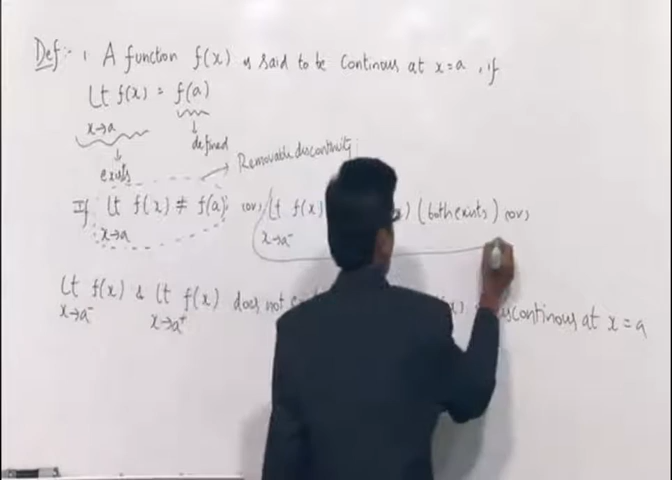 Def:- 1. A function f(x) is said to be Continous at x=a, if
Lt f(x) = f(a)
x→a
defined
exists
Removable discontinuity
If Lt f(x) ≠ f(a) (or) Lt f(x) (both exists) (or)
x→a x→a⁻
Lt f(x) & Lt f(x) does not discontinous at x=a
x→a⁻ x→a⁺